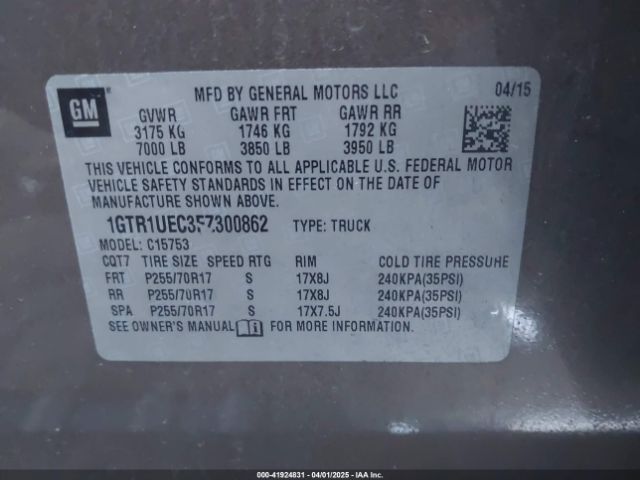 GM
MFD BY GENERAL MOTORS LLC 04/15
GVWR GAWR FRT GAWR RR
3175 KG 1746 KG 1792 KG
7000 LB 3850 LB 3950 LB
THIS VEHICLE CONFORMS TO ALL APPLICABLE U.S. FEDERAL MOTOR
VEHICLE SAFETY STANDARDS IN EFFECT ON THE DATE OF
MANUFACTURE SHOWN ABOVE.
1GTR1UEC3FZ300862 TYPE: TRUCK
MODEL: C15753
CQT7 TIRE SIZE SPEED RTG RIM COLD TIRE PRESSURE
FRT P255/70R17 S 17X8J 240KPA(35PSI)
RR P255/70R17 S 17X8J 240KPA(35PSI)
SPA P255/70R17 S 17X7.5J 240KPA(35PSI)
SEE OWNER'S MANUAL FOR MORE INFORMATION.
000-41924831 - 04/01/2025 - IAA Inc.